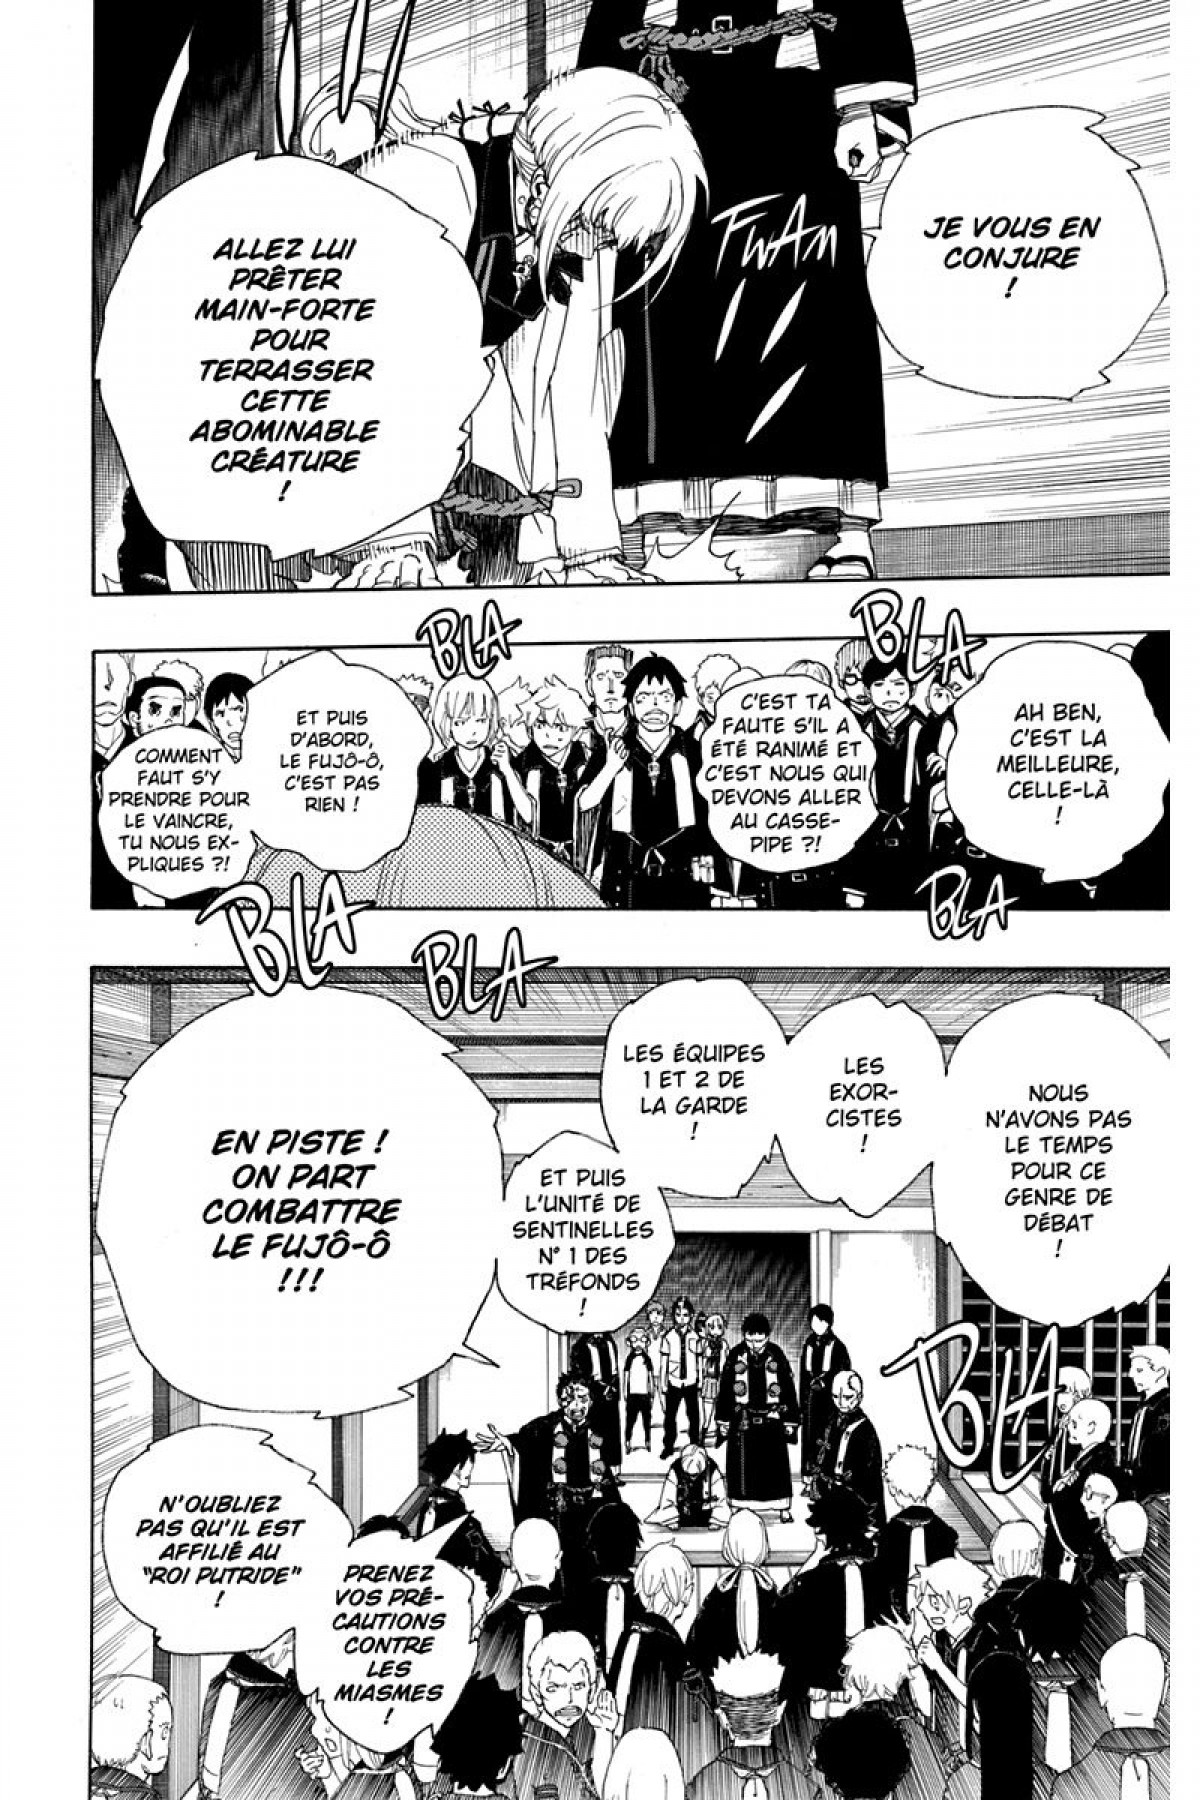 JE VOUS EN
CONJURE
!
FWAM
ALLEZ LUI
PRÊTER
MAIN-FORTE
POUR
TERRASSER
CETTE
ABOMINABLE
CRÉATURE
!
BLA
BLA
AH BEN,
C'EST LA
MEILLEURE,
CELLE-LÀ
!
C'EST TA
FAUTE S'IL A
ÉTÉ RANIMÉ ET
C'EST NOUS QUI
DEVONS ALLER
AU CASSE-
PIPE ?!
ET PUIS
D'ABORD,
LE FUJÔ-Ô,
C'EST PAS
RIEN !
COMMENT
FAUT S'Y
PRENDRE POUR
LE VAINCRE,
TU NOUS EX-
PLIQUES ?!
BLA
BLA
BLA
NOUS
N'AVONS PAS
LE TEMPS
POUR CE
GENRE DE
DÉBAT
!
LES
EXOR-
CISTES
!
LES ÉQUIPES
1 ET 2 DE
LA GARDE
!
ET PUIS
L'UNITÉ DE
SENTINELLES
N° 1 DES
TRÉFONDS
!
EN PISTE !
ON PART
COMBATTRE
LE FUJÔ-Ô
!!!
BLA
PRENEZ
VOS PRÉ-
CAUTIONS
CONTRE
LES
MIASMES
!
N'OUBLIEZ
PAS QU'IL EST
AFFILIÉ AU
"ROI PUTRIDE"
!